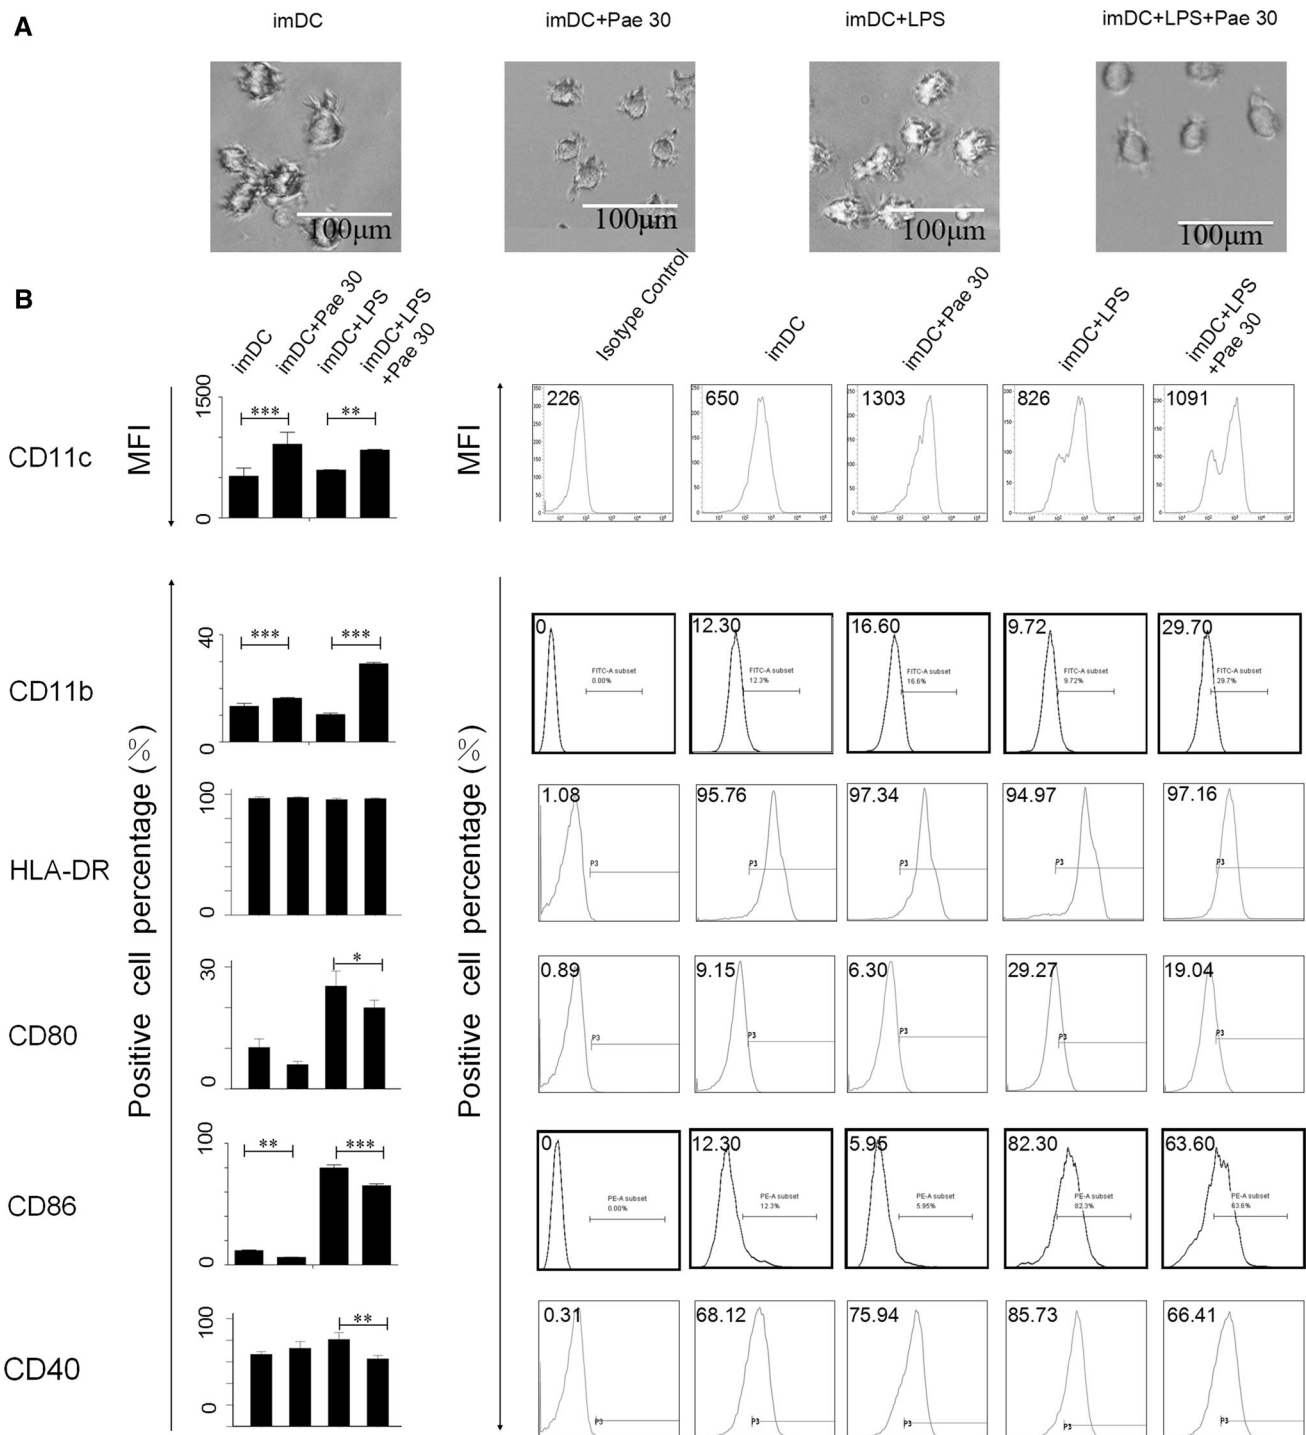 A
imDC
imDC+Pae 30
imDC+LPS
imDC+LPS+Pae 30
100μm
100μm
100μm
100μm
B
imDC
imDC+Pae 30
imDC+LPS
imDC+LPS
+Pae 30
Isotype Control
imDC
imDC+Pae 30
imDC+LPS
imDC+LPS
+Pae 30
CD11c
MFI
1500
0
*** **
MFI
226
650
1303
826
1091
CD11b
40
0
*** ***
0
FITC-A subset
0.00%
12.30
FITC-A subset
12.3%
16.60
FITC-A subset
16.6%
9.72
FITC-A subset
9.72%
29.70
FITC-A subset
29.7%
Positive cell percentage (%)
Positive cell percentage (%)
HLA-DR
100
0
1.08
P3
95.76
P3
97.34
P3
94.97
P3
97.16
P3
CD80
30
0
*
0.89
P3
9.15
P3
6.30
P3
29.27
P3
19.04
P3
CD86
100
0
** ***
0
PE-A subset
0.00%
12.30
PE-A subset
12.3%
5.95
PE-A subset
5.95%
82.30
PE-A subset
82.3%
63.60
PE-A subset
63.6%
CD40
100
0
**
0.31
P3
68.12
P3
75.94
P3
85.73
P3
66.41
P3